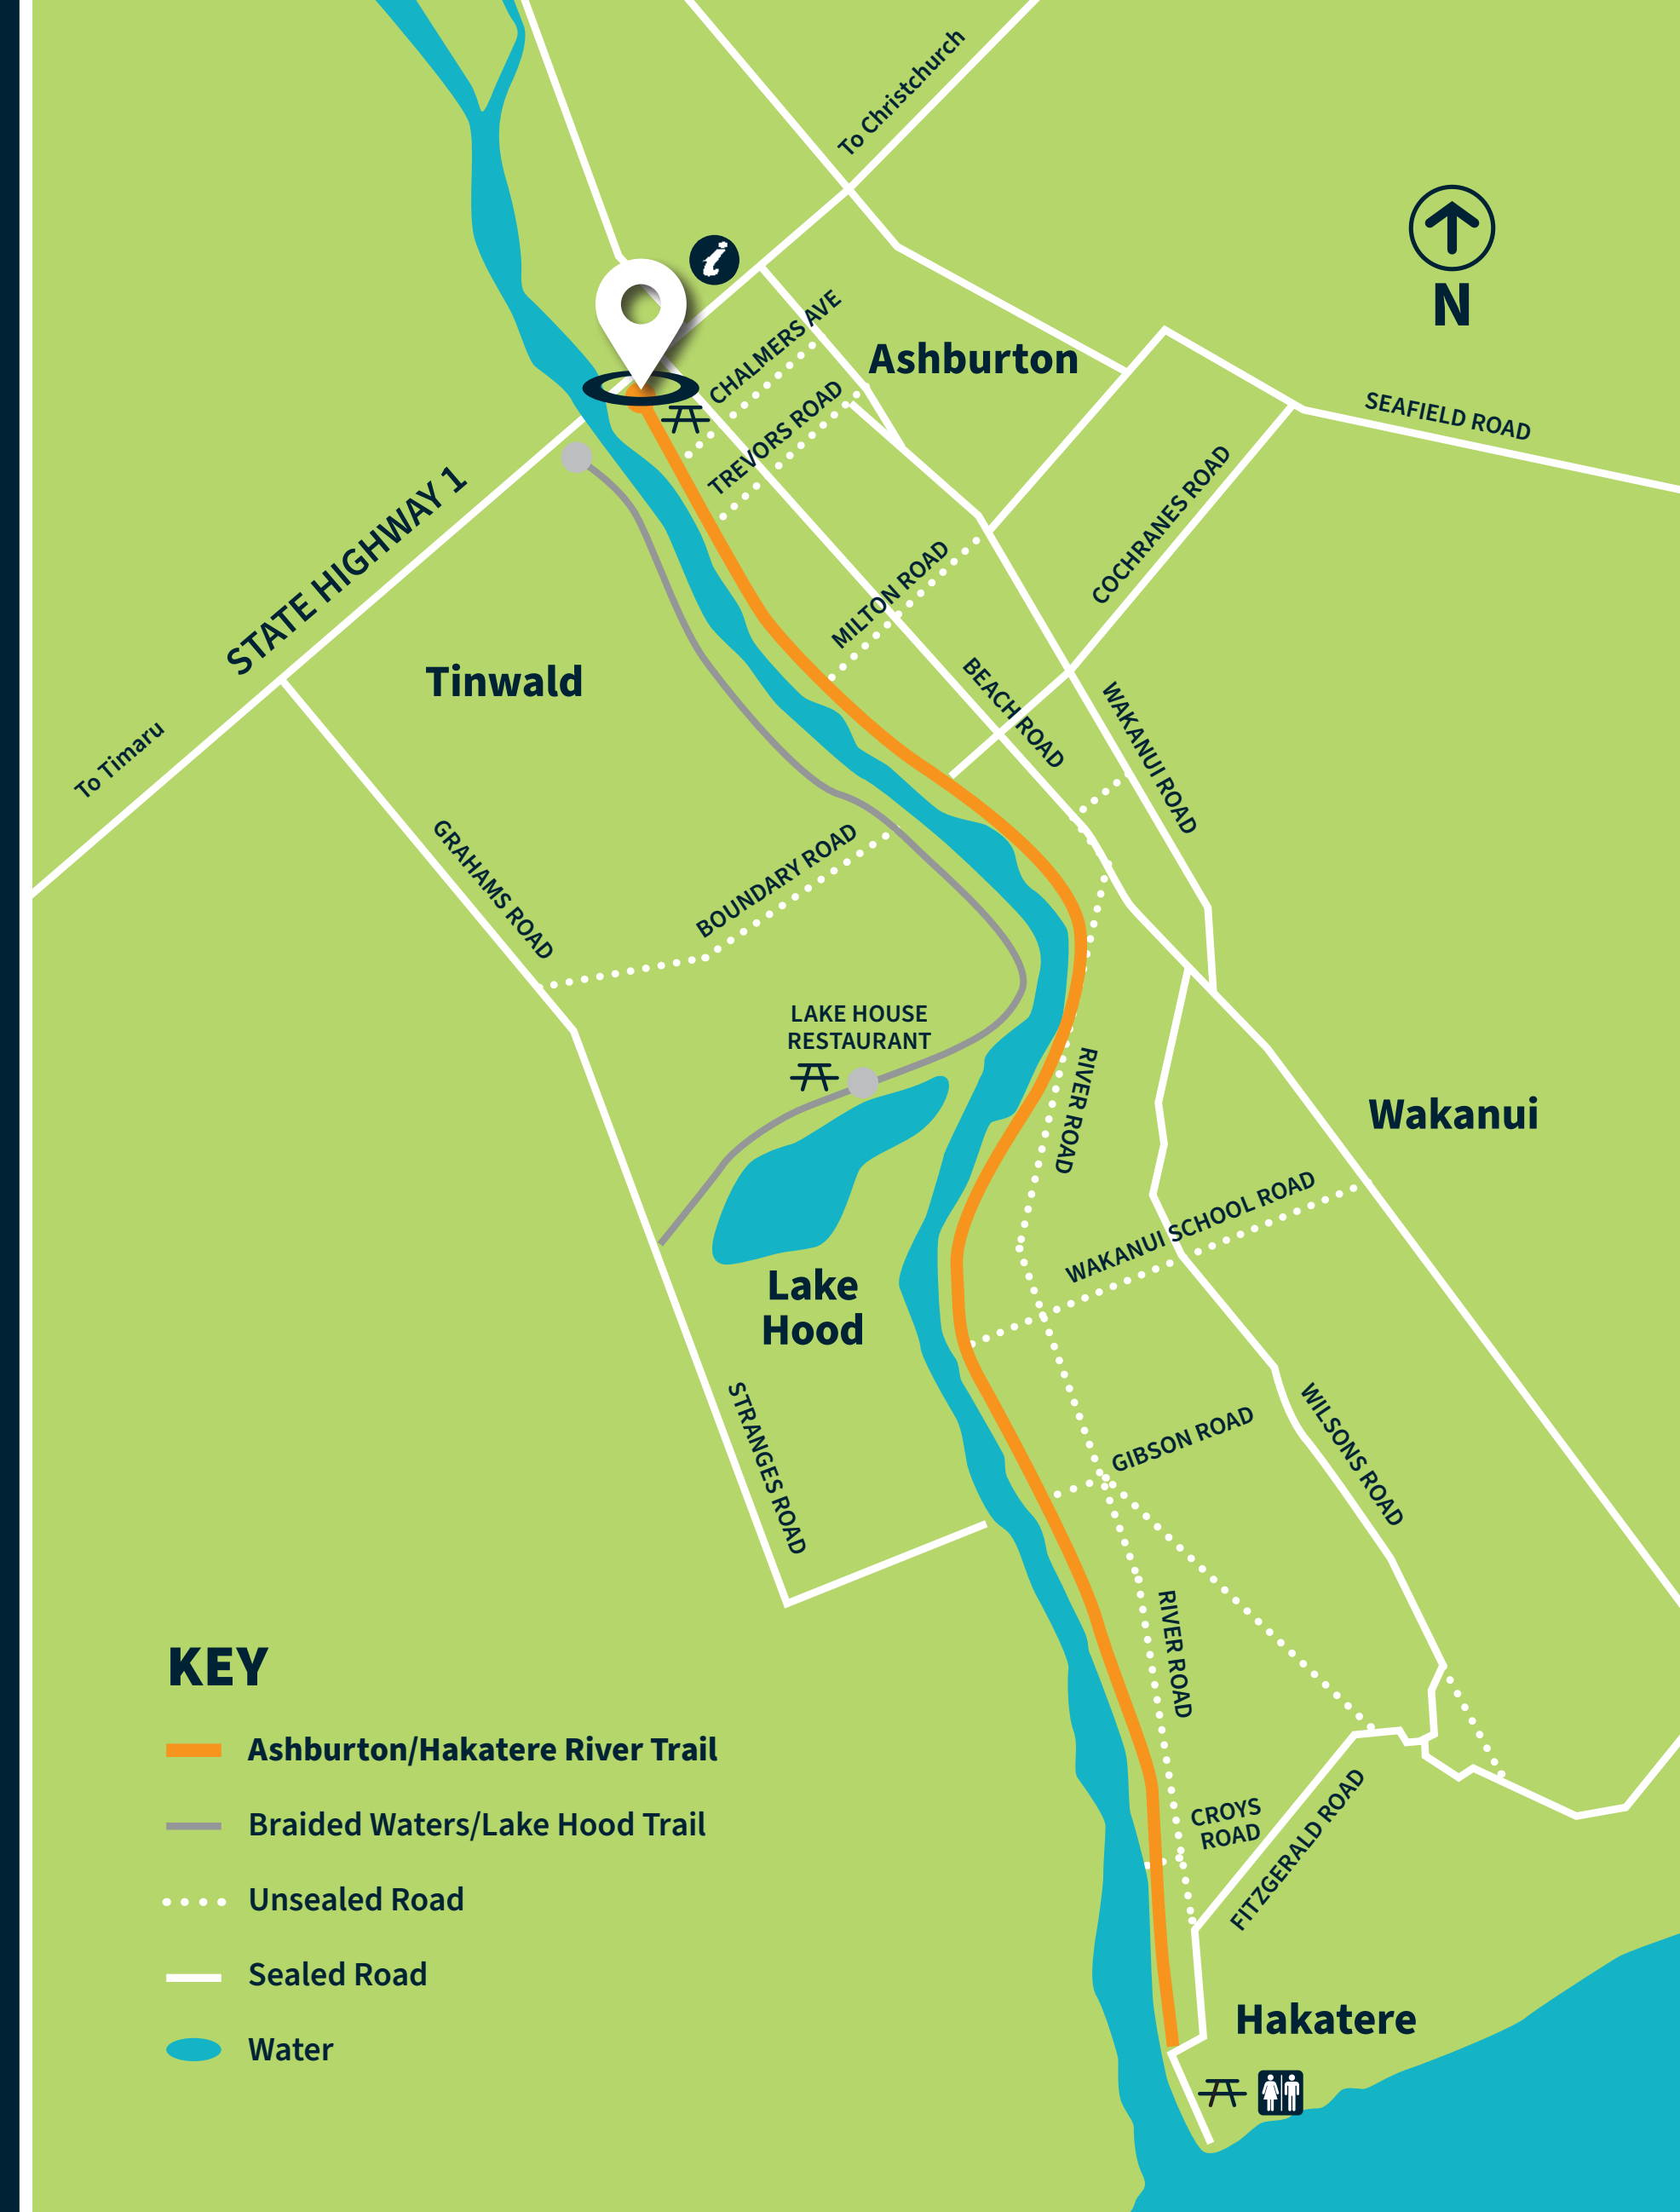 To Christchurch
N
CHALMERS AVE
Ashburton
TREVORS ROAD
SEAFIELD ROAD
STATE HIGHWAY 1
COCHRANES ROAD
MILTON ROAD
Tinwald
BEACH ROAD
WAKANUI ROAD
To Timaru
GRAHAMS ROAD
BOUNDARY ROAD
LAKE HOUSE
RESTAURANT
RIVER ROAD
Wakanui
WAKANUI SCHOOL ROAD
Lake
Hood
STRANGES ROAD
GIBSON ROAD
WILSONS ROAD
RIVER ROAD
CROYS
ROAD
FITZGERALD ROAD
Hakatere
KEY
Ashburton/Hakatere River Trail
Braided Waters/Lake Hood Trail
Unsealed Road
Sealed Road
Water